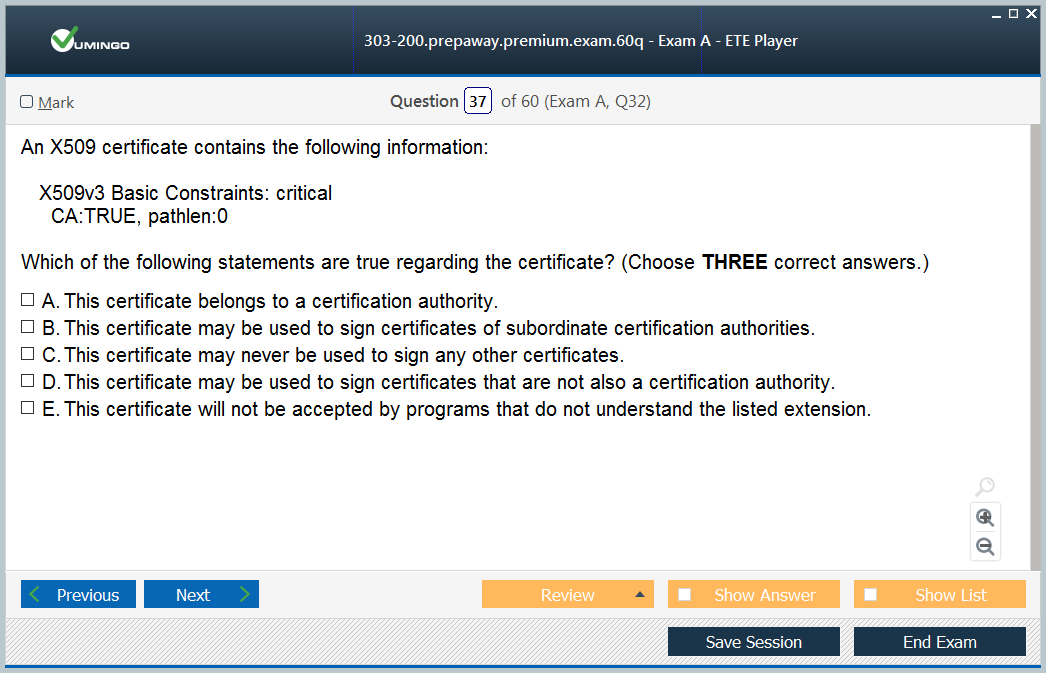 VUMINGO
303-200.prepaway.premium.exam.60q - Exam A - ETE Player
Mark
Question 37 of 60 (Exam A, Q32)
An X509 certificate contains the following information:
X509v3 Basic Constraints: critical
CA:TRUE, pathlen:0
Which of the following statements are true regarding the certificate? (Choose THREE correct answers.)
A. This certificate belongs to a certification authority.
B. This certificate may be used to sign certificates of subordinate certification authorities.
C. This certificate may never be used to sign any other certificates.
D. This certificate may be used to sign certificates that are not also a certification authority.
E. This certificate will not be accepted by programs that do not understand the listed extension.
Previous
Next
Review
Show Answer
Show List
Save Session
End Exam